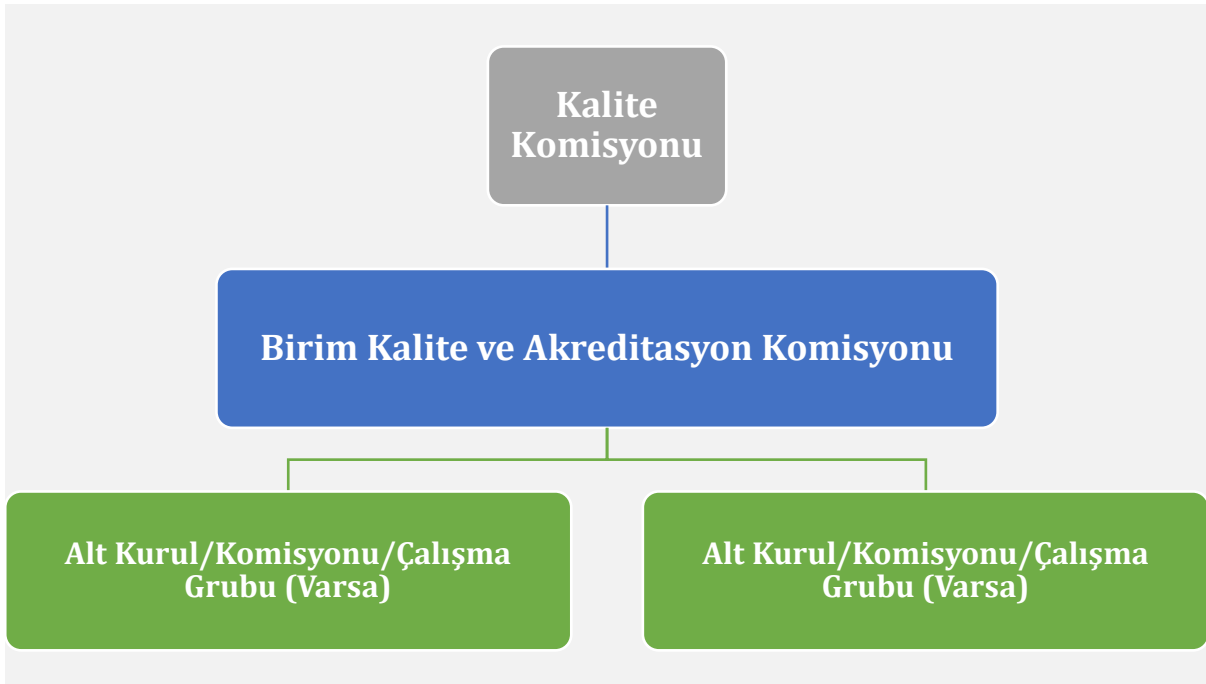 Kalite
Komisyonu
Birim Kalite ve Akreditasyon Komisyonu
Alt Kurul/Komisyonu/Çalışma
Grubu (Varsa)
Alt Kurul/Komisyonu/Çalışma
Grubu (Varsa)